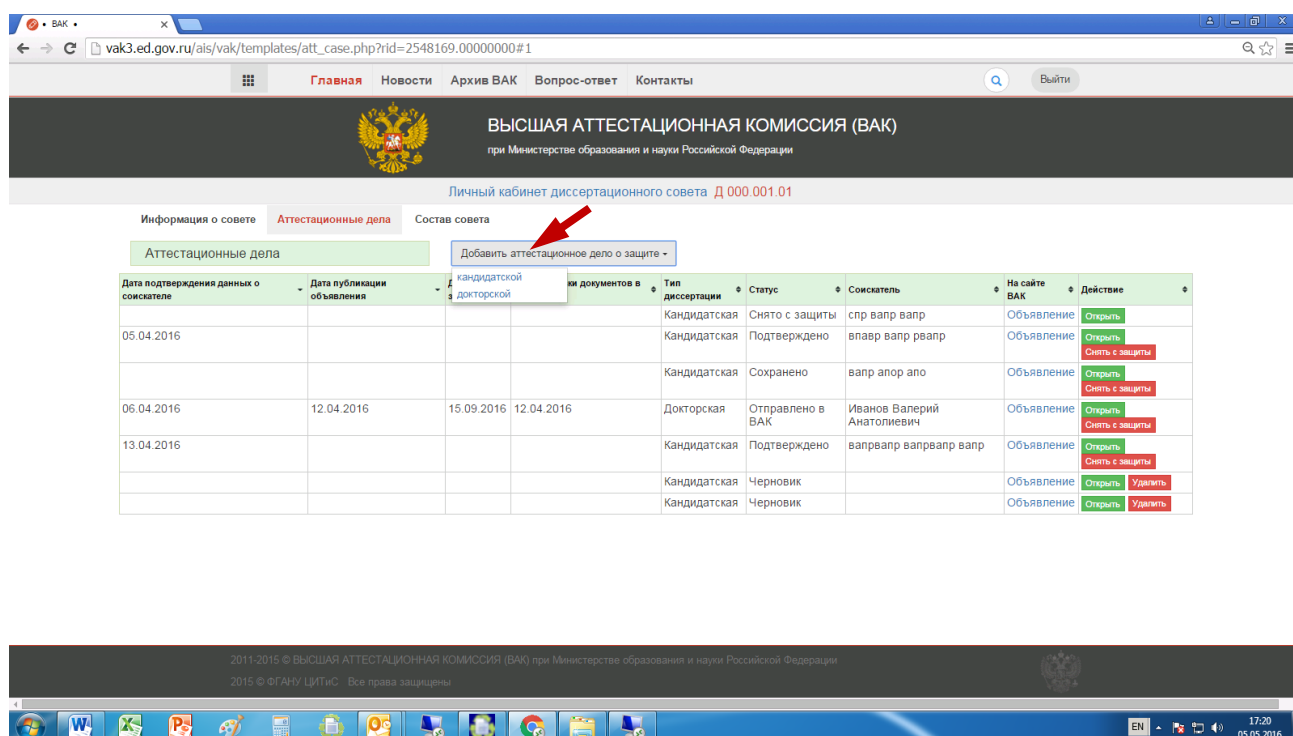 • ВАК •
vak3.ed.gov.ru/ais/vak/templates/att_case.php?rid=2548169.00000000#1
Главная Новости Архив ВАК Вопрос-ответ Контакты Выйти
ВЫСШАЯ АТТЕСТАЦИОННАЯ КОМИССИЯ (ВАК)
при Министерстве образования и науки Российской Федерации
Личный кабинет диссертационного совета Д 000.001.01
Информация о совете Аттестационные дела Состав совета
Аттестационные дела Добавить аттестационное дело о защите
кандидатской
докторской
Дата подтверждения данных о соискателе Дата публикации объявления ки документов в Тип диссертации Статус Соискатель На сайте ВАК Действие
Кандидатская Снято с защиты спр вапр вапр Объявление Открыть
05.04.2016 Кандидатская Подтверждено впавр вапр рвапр Объявление Открыть
Снять с защиты
Кандидатская Сохранено вапр апор апо Объявление Открыть
Снять с защиты
06.04.2016 12.04.2016 15.09.2016 12.04.2016 Докторская Отправлено в ВАК Иванов Валерий Анатолиевич Объявление Открыть
Снять с защиты
13.04.2016 Кандидатская Подтверждено вапрвапр вапрвапр вапр Объявление Открыть
Снять с защиты
Кандидатская Черновик Объявление Открыть Удалить
Кандидатская Черновик Объявление Открыть Удалить
2011-2015 © ВЫСШАЯ АТТЕСТАЦИОННАЯ КОМИССИЯ (ВАК) при Министерстве образования и науки Российской Федерации
2015 © ФГАНУ ЦИТиС Все права защищены
EN 17:20
05.05.2016